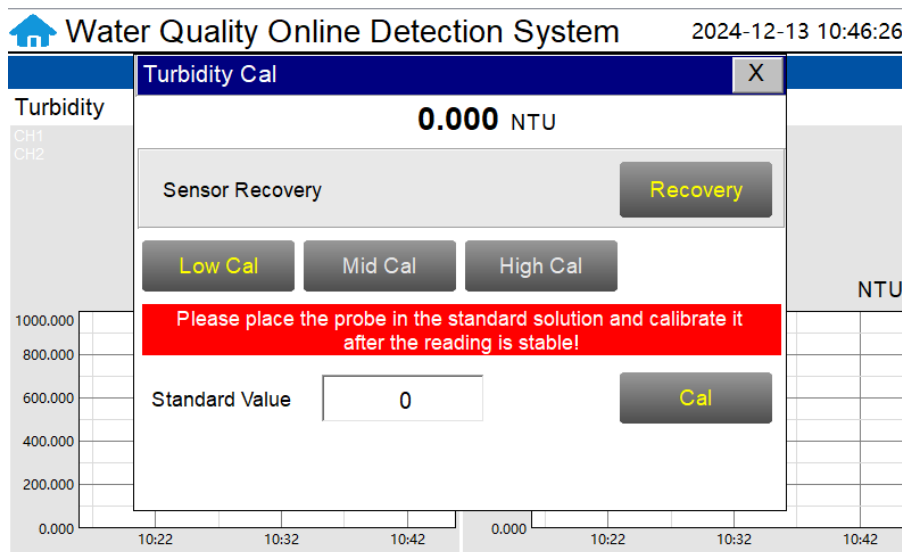 Water Quality Online Detection System
2024-12-13 10:46:26
Turbidity Cal
X
Turbidity
0.000 NTU
CH1
CH2
Sensor Recovery
Recovery
Low Cal
Mid Cal
High Cal
NTU
Please place the probe in the standard solution and calibrate it
after the reading is stable!
Standard Value
0
Cal
1000.000
800.000
600.000
400.000
200.000
0.000
10:22
10:32
10:42
0.000
10:22
10:32
10:42